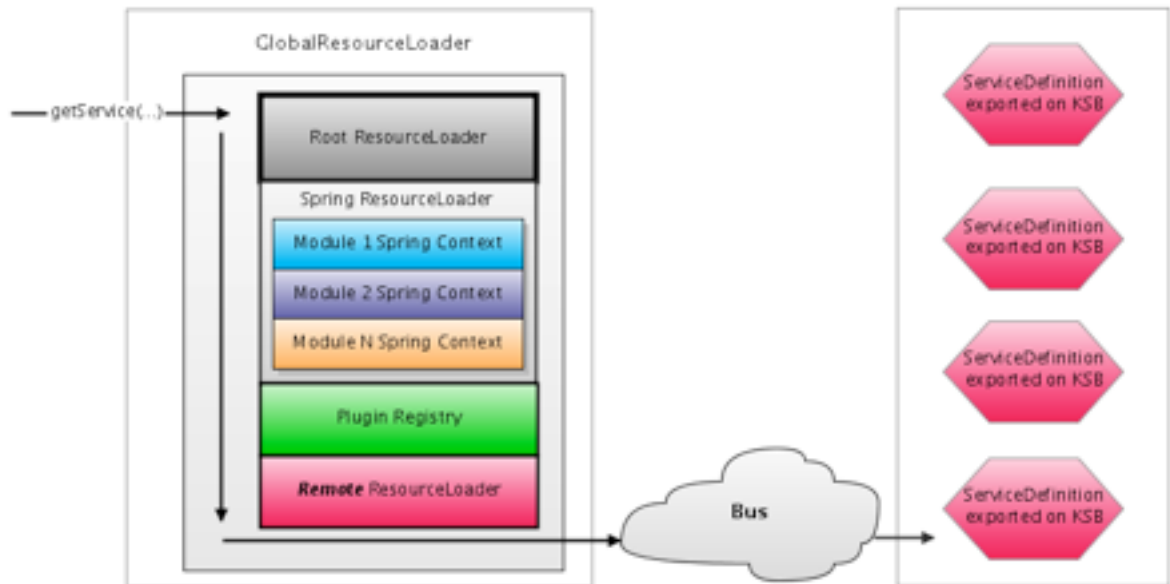 GlobalResourceLoader
getService(...)
Root ResourceLoader
Spring ResourceLoader
Module 1 Spring Context
Module 2 Spring Context
Module N Spring Context
Plugin Registry
Remote ResourceLoader
Bus
ServiceDefinition
exported on KSB
ServiceDefinition
exported on KSB
ServiceDefinition
exported on KSB
ServiceDefinition
exported on KSB